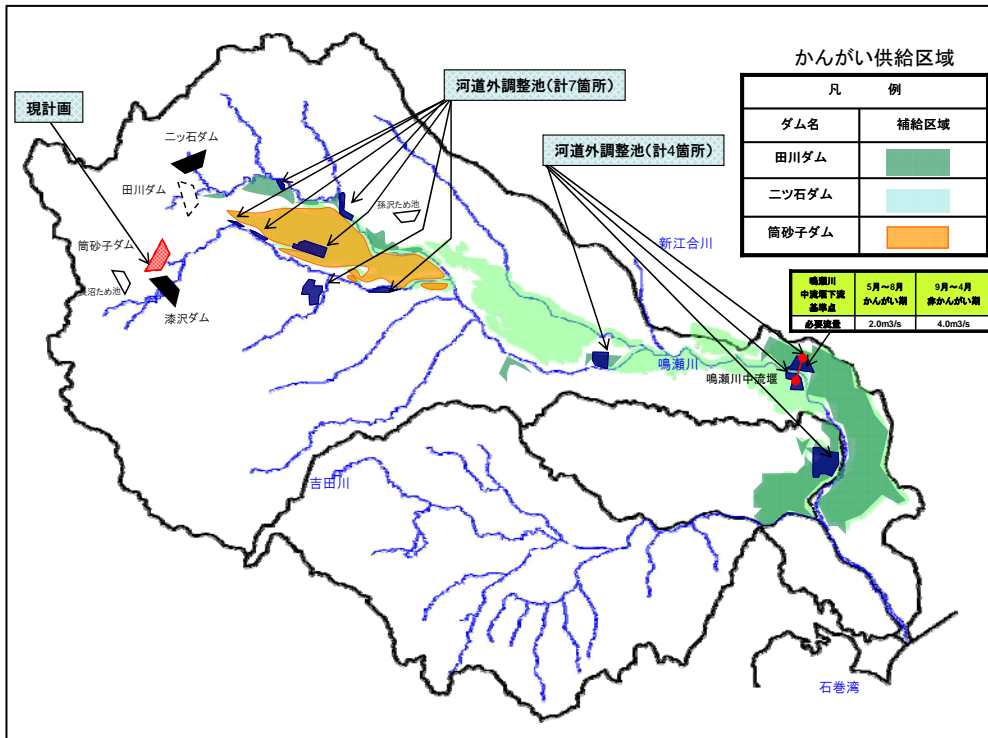 かんがい供給区域
凡 例
ダム名 補給区域
田川ダム
二ツ石ダム
筒砂子ダム
河道外調整池(計7箇所)
現計画
二ッ石ダム
河道外調整池(計4箇所)
田川ダム
孫沢ため池
新江合川
筒砂子ダム
沼ため池
漆沢ダム
鳴瀬川
中流堰下流
基準点
5月~8月
かんがい期
9月~4月
非かんがい期
必要流量 2.0m3/s 4.0m3/s
鳴瀬川
鳴瀬川中流堰
吉田川
石巻湾